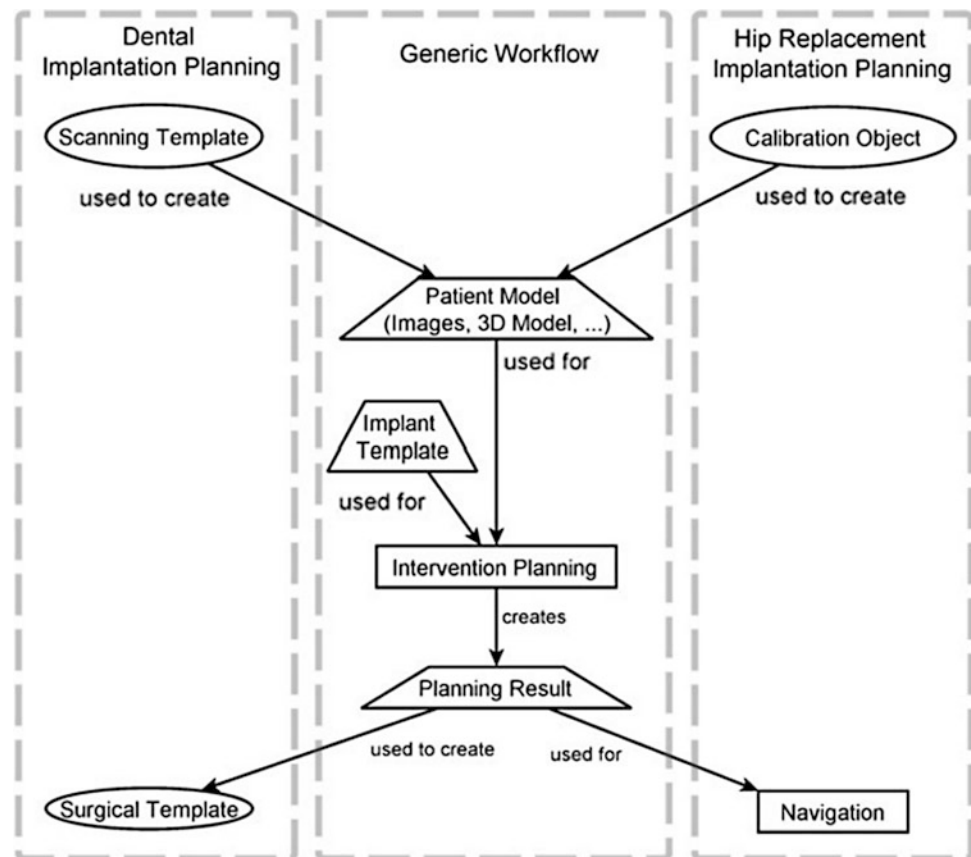 Dental
Implantation Planning
Generic Workflow
Hip Replacement
Implantation Planning
Scanning Template
Calibration Object
used to create
used to create
Patient Model
(Images, 3D Model, ...)
used for
Implant
Template
used for
Intervention Planning
creates
Planning Result
used to create
used for
Surgical Template
Navigation